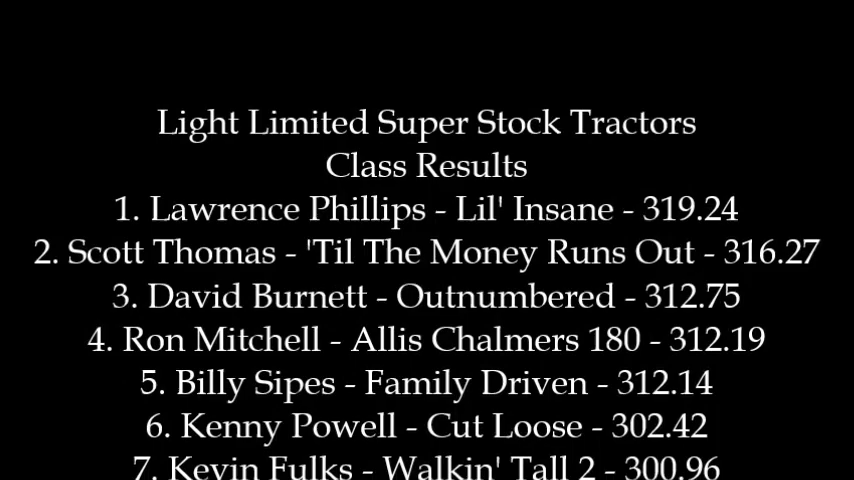 Light Limited Super Stock Tractors
Class Results
1. Lawrence Phillips - Lil' Insane - 319.24
2. Scott Thomas - 'Til The Money Runs Out - 316.27
3. David Burnett - Outnumbered - 312.75
4. Ron Mitchell - Allis Chalmers 180 - 312.19
5. Billy Sipes - Family Driven - 312.14
6. Kenny Powell - Cut Loose - 302.42
7. Kevin Fulks - Walkin' Tall 2 - 300.96